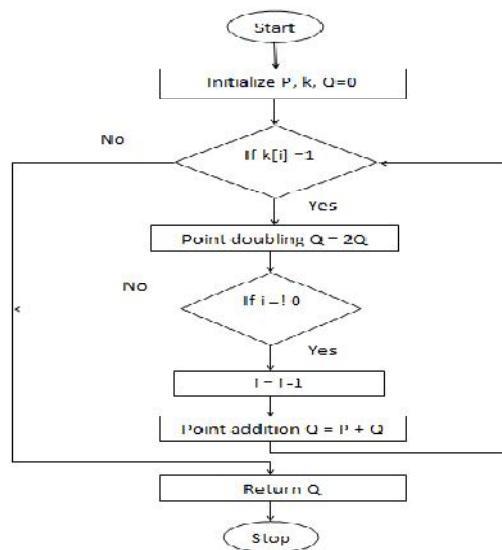 Start
Initialize P, k, Q=0
No
If k[i] =1
Yes
Point doubling Q = 2Q
No
If i =! 0
Yes
I = I -1
Point addition Q = P + Q
Return Q
Stop